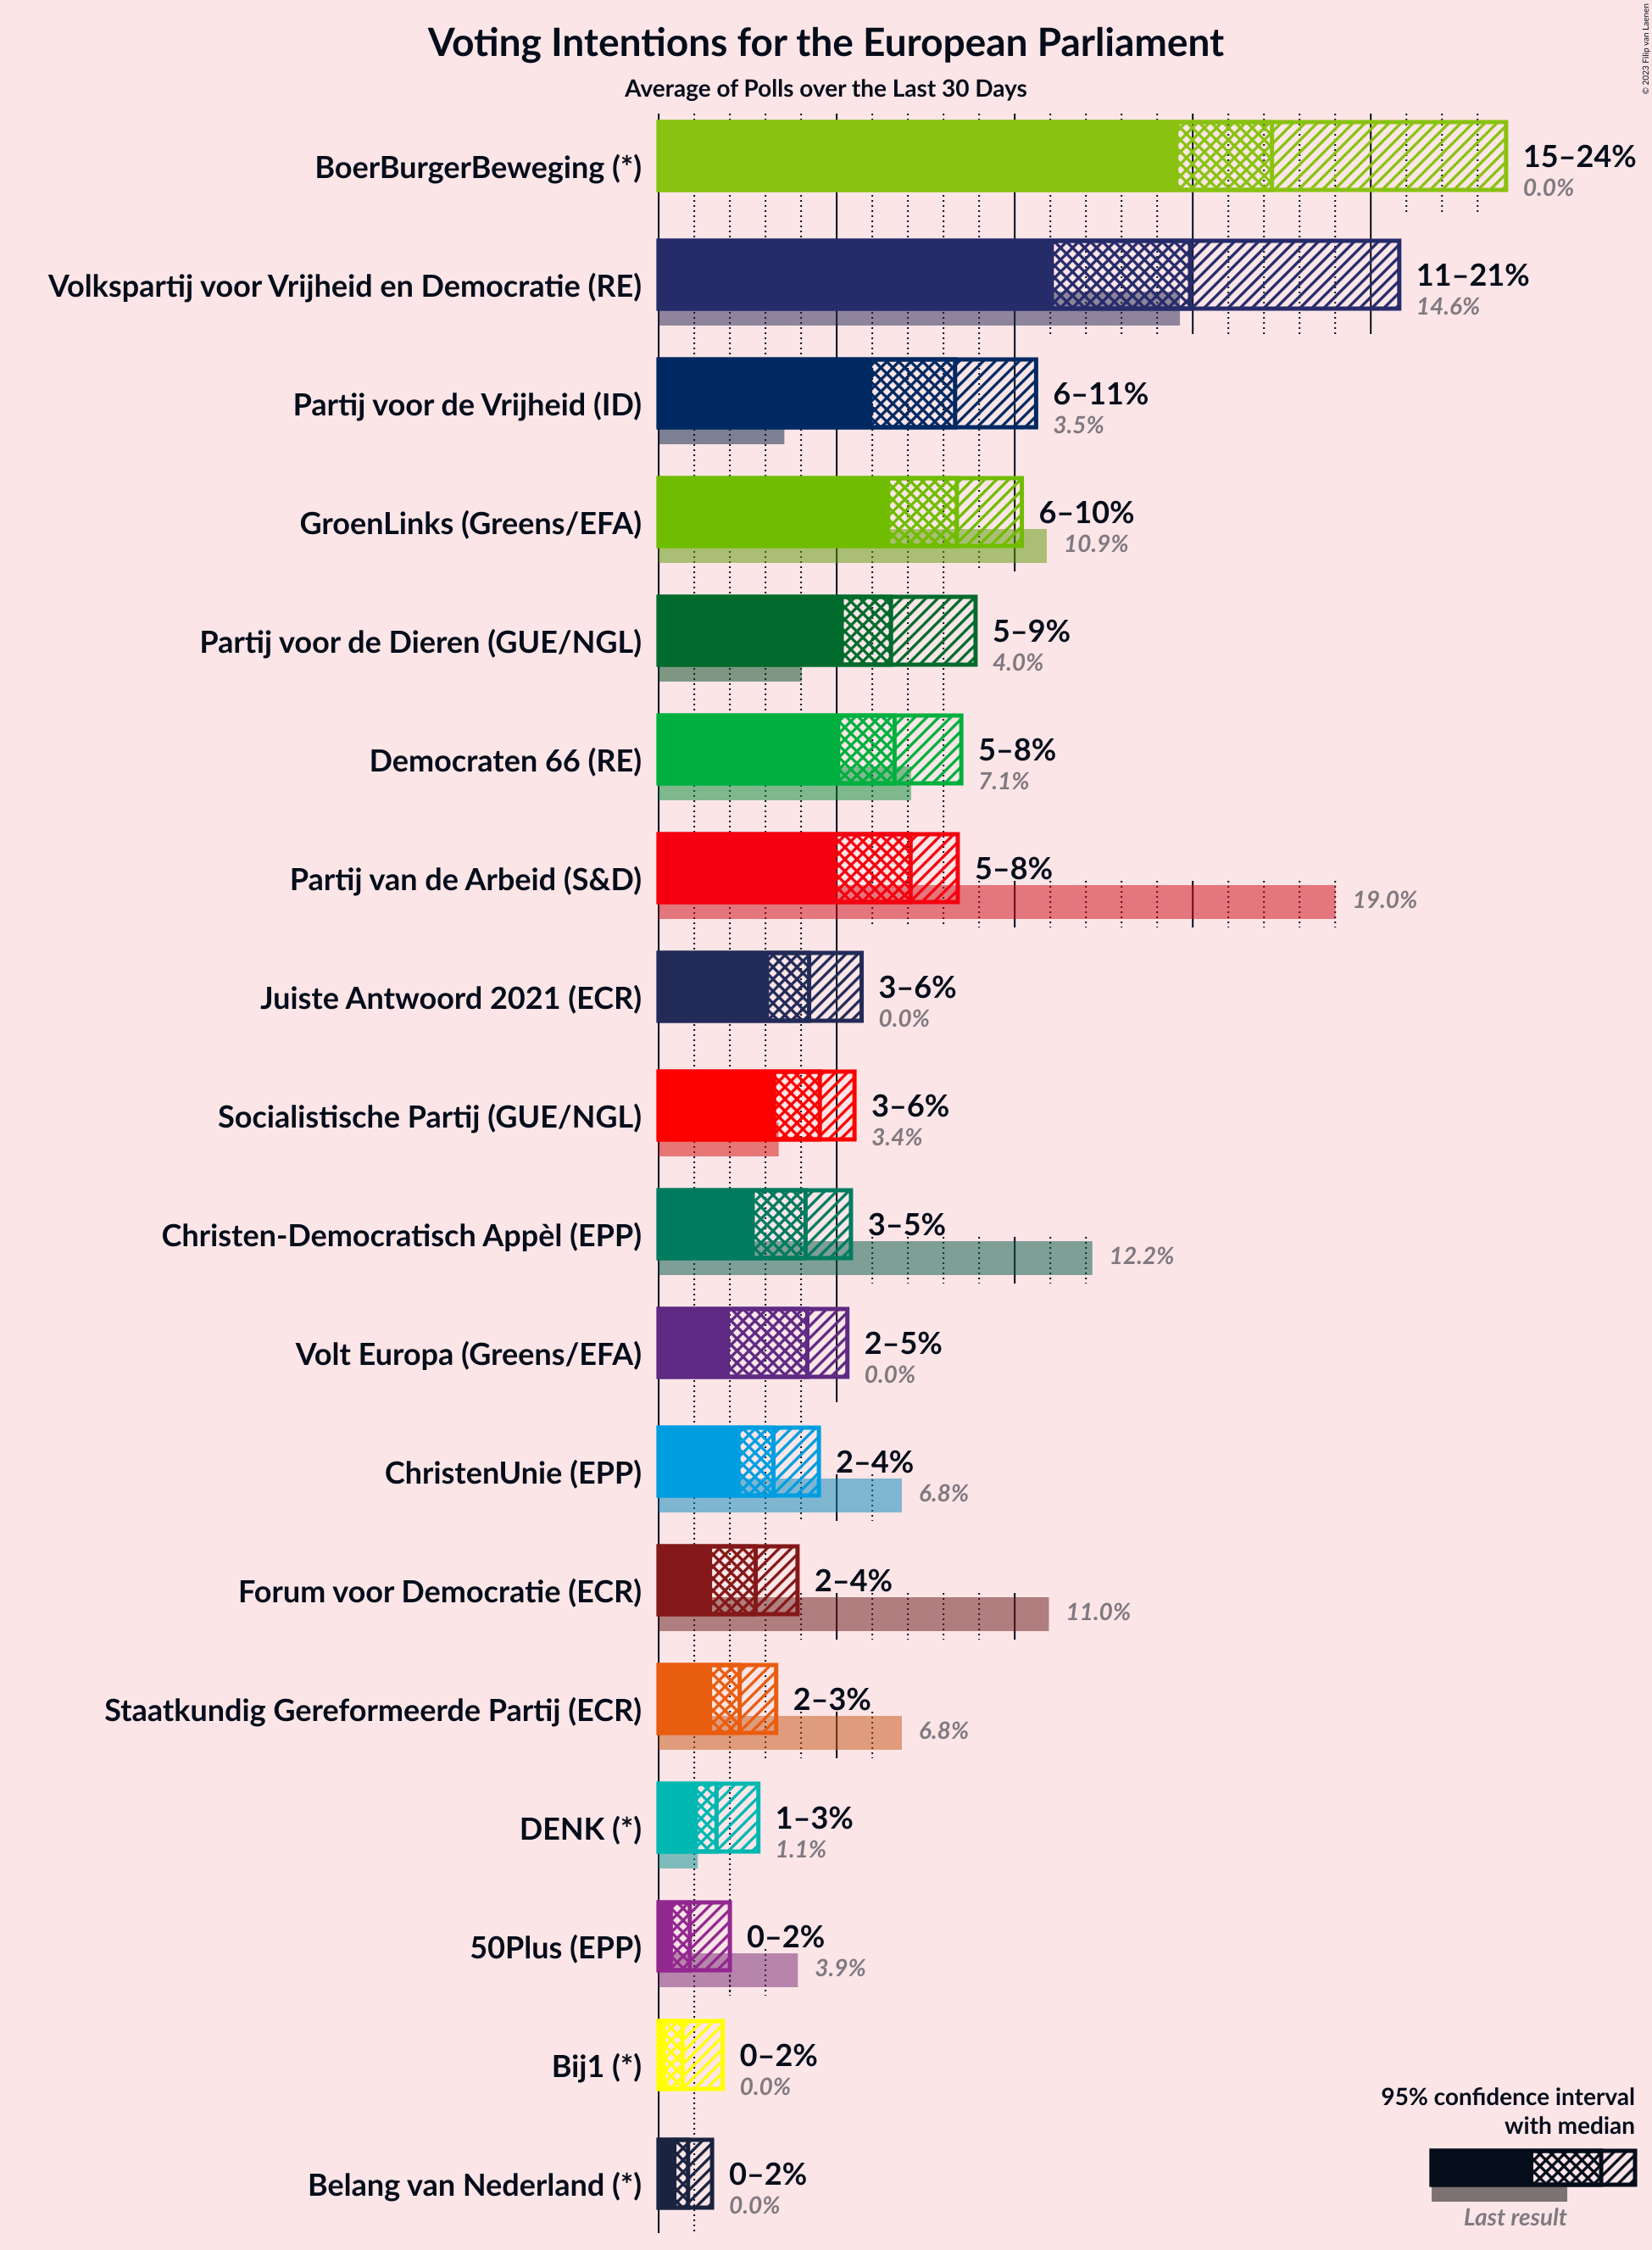 Voting Intentions for the European Parliament
Average of Polls over the Last 30 Days
© 2023 Filip van Laenen
BoerBurgerBeweging (*)
15–24%
0.0%
Volkspartij voor Vrijheid en Democratie (RE)
11–21%
14.6%
Partij voor de Vrijheid (ID)
6–11%
3.5%
GroenLinks (Greens/EFA)
6–10%
10.9%
Partij voor de Dieren (GUE/NGL)
5–9%
4.0%
Democraten 66 (RE)
5–8%
7.1%
Partij van de Arbeid (S&D)
5–8%
19.0%
Juiste Antwoord 2021 (ECR)
3–6%
0.0%
Socialistische Partij (GUE/NGL)
3–6%
3.4%
Christen-Democratisch Appèl (EPP)
3–5%
12.2%
Volt Europa (Greens/EFA)
2–5%
0.0%
ChristenUnie (EPP)
2–4%
6.8%
Forum voor Democratie (ECR)
2–4%
11.0%
Staatkundig Gereformeerde Partij (ECR)
2–3%
6.8%
DENK (*)
1–3%
1.1%
50Plus (EPP)
0–2%
3.9%
Bij1 (*)
0–2%
0.0%
Belang van Nederland (*)
0–2%
0.0%
95% confidence interval
with median
Last result